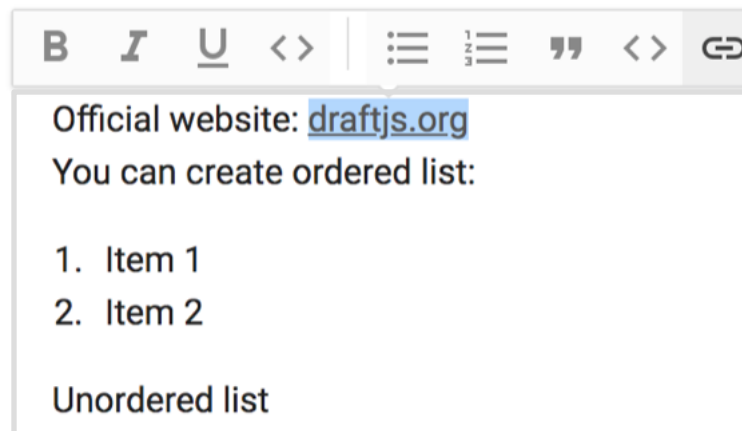 B I U <>
Official website: draftjs.org
You can create ordered list:
1. Item 1
2. Item 2
Unordered list